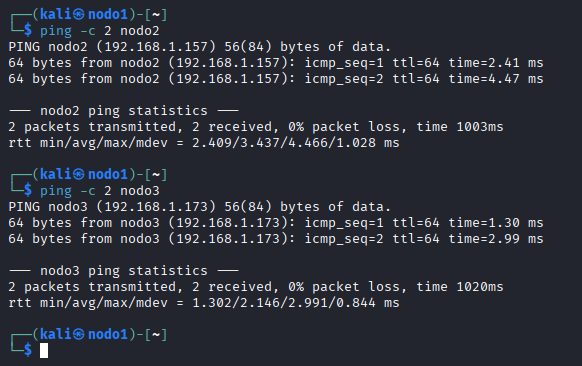 ┌──(kali㉿nodo1)-[~]
└─$ ping -c 2 nodo2
PING nodo2 (192.168.1.157) 56(84) bytes of data.
64 bytes from nodo2 (192.168.1.157): icmp_seq=1 ttl=64 time=2.41 ms
64 bytes from nodo2 (192.168.1.157): icmp_seq=2 ttl=64 time=4.47 ms
--- nodo2 ping statistics ---
2 packets transmitted, 2 received, 0% packet loss, time 1003ms
rtt min/avg/max/mdev = 2.409/3.437/4.466/1.028 ms
┌──(kali㉿nodo1)-[~]
└─$ ping -c 2 nodo3
PING nodo3 (192.168.1.173) 56(84) bytes of data.
64 bytes from nodo3 (192.168.1.173): icmp_seq=1 ttl=64 time=1.30 ms
64 bytes from nodo3 (192.168.1.173): icmp_seq=2 ttl=64 time=2.99 ms
--- nodo3 ping statistics ---
2 packets transmitted, 2 received, 0% packet loss, time 1020ms
rtt min/avg/max/mdev = 1.302/2.146/2.991/0.844 ms
┌──(kali㉿nodo1)-[~]
└─$